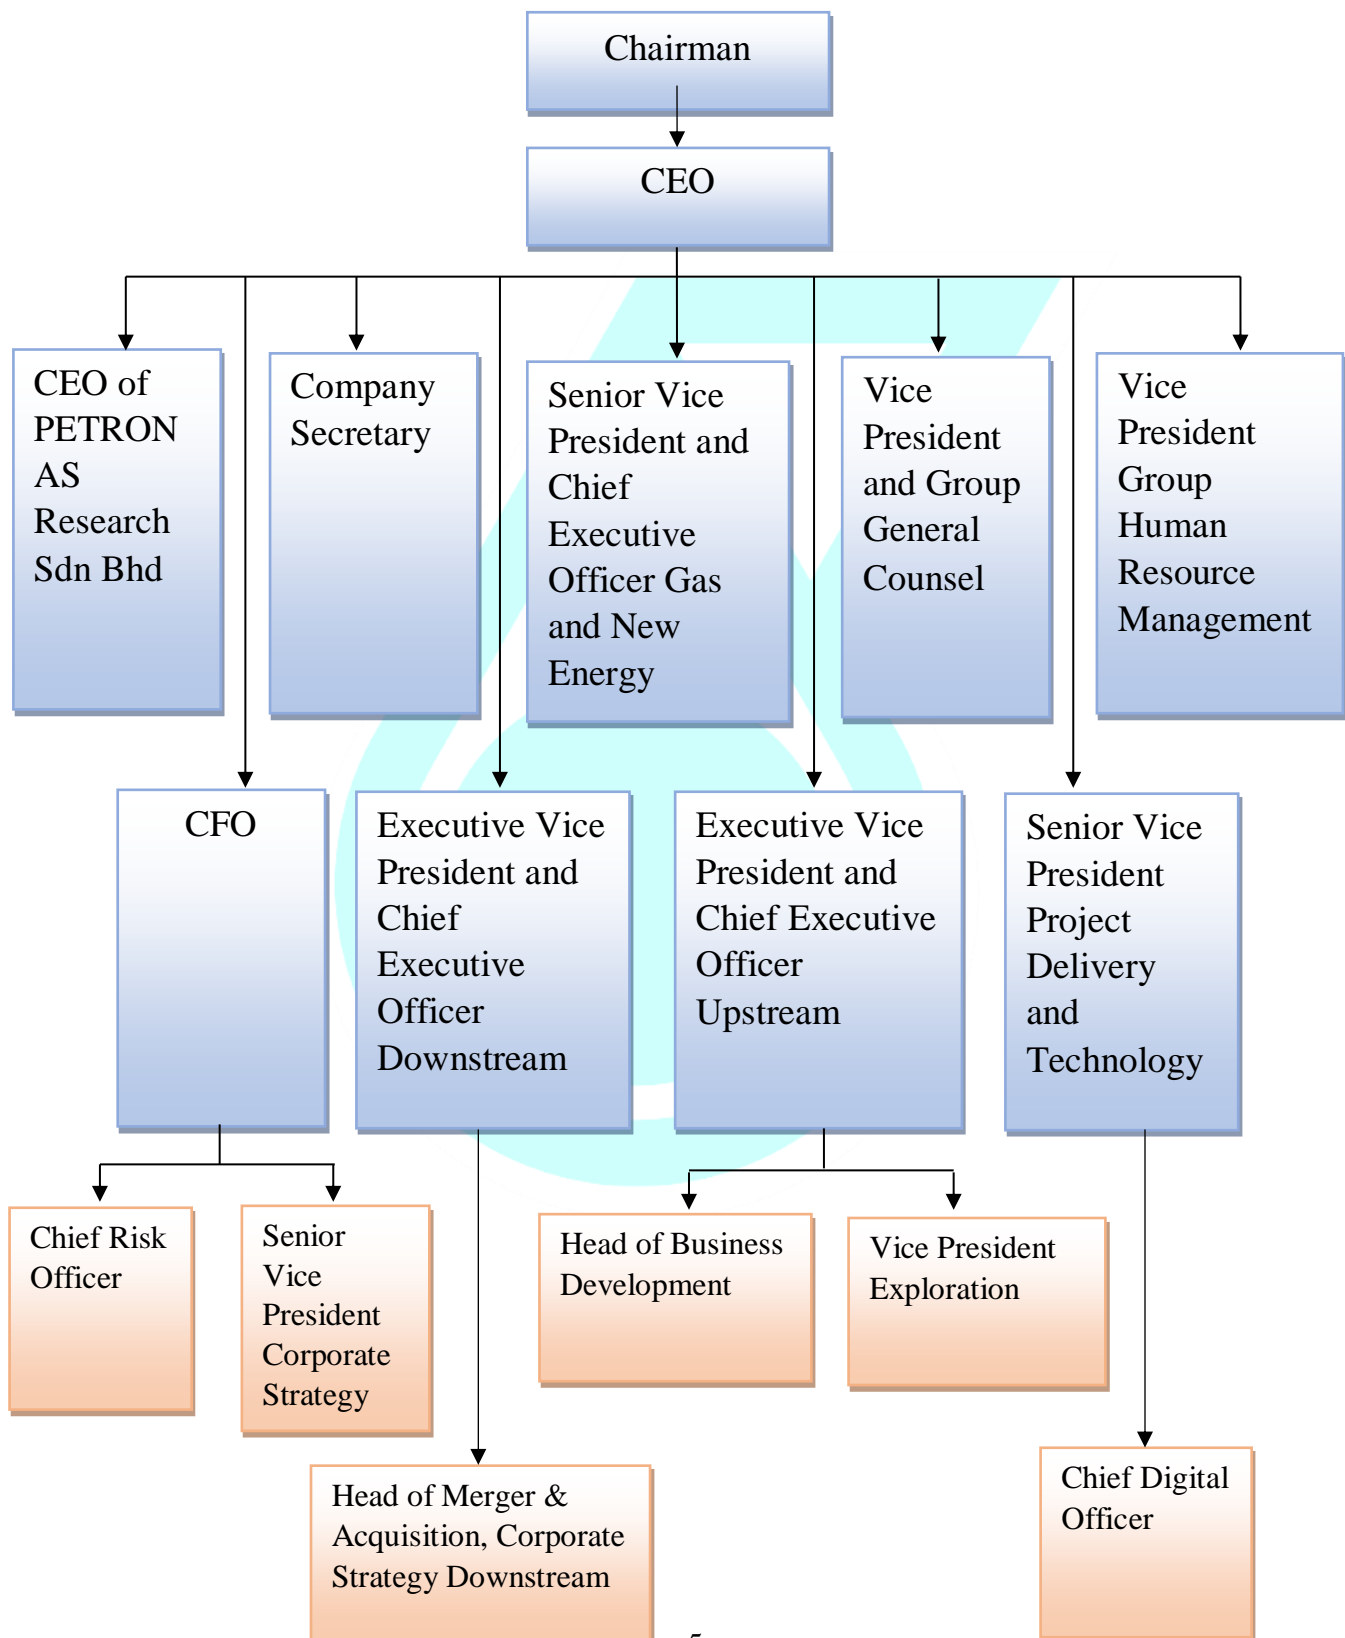 Chairman
CEO
CEO of
PETRON
AS
Research
Sdn Bhd
Company
Secretary
Senior Vice
President and
Chief
Executive
Officer Gas
and New
Energy
Vice
President
and Group
General
Counsel
Vice
President
Group
Human
Resource
Management
CFO
Executive Vice
President and
Chief
Executive
Officer
Downstream
Executive Vice
President and
Chief Executive
Officer
Upstream
Senior Vice
President
Project
Delivery
and
Technology
Chief Risk
Officer
Senior
Vice
President
Corporate
Strategy
Head of Business
Development
Vice President
Exploration
Head of Merger &
Acquisition, Corporate
Strategy Downstream
Chief Digital
Officer